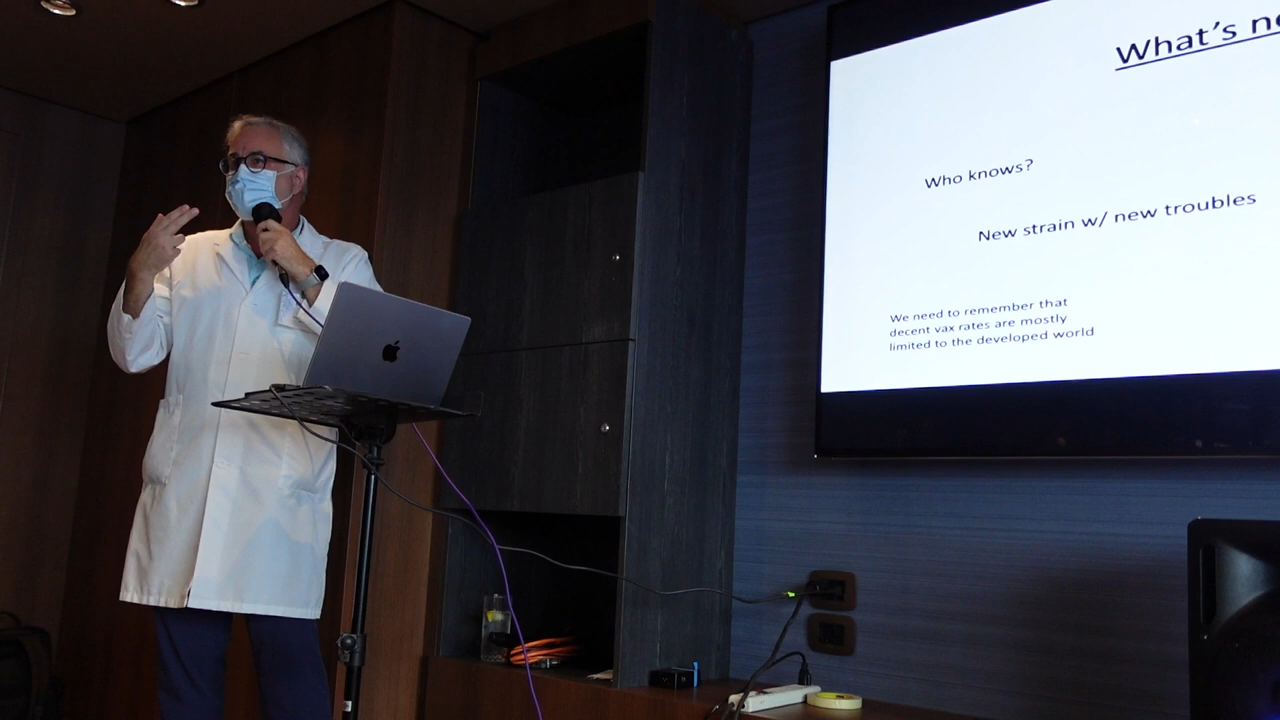 What's
Who knows?
New strain w/ new troubles
We need to remember that
decent vax rates are mostly
limited to the developed world